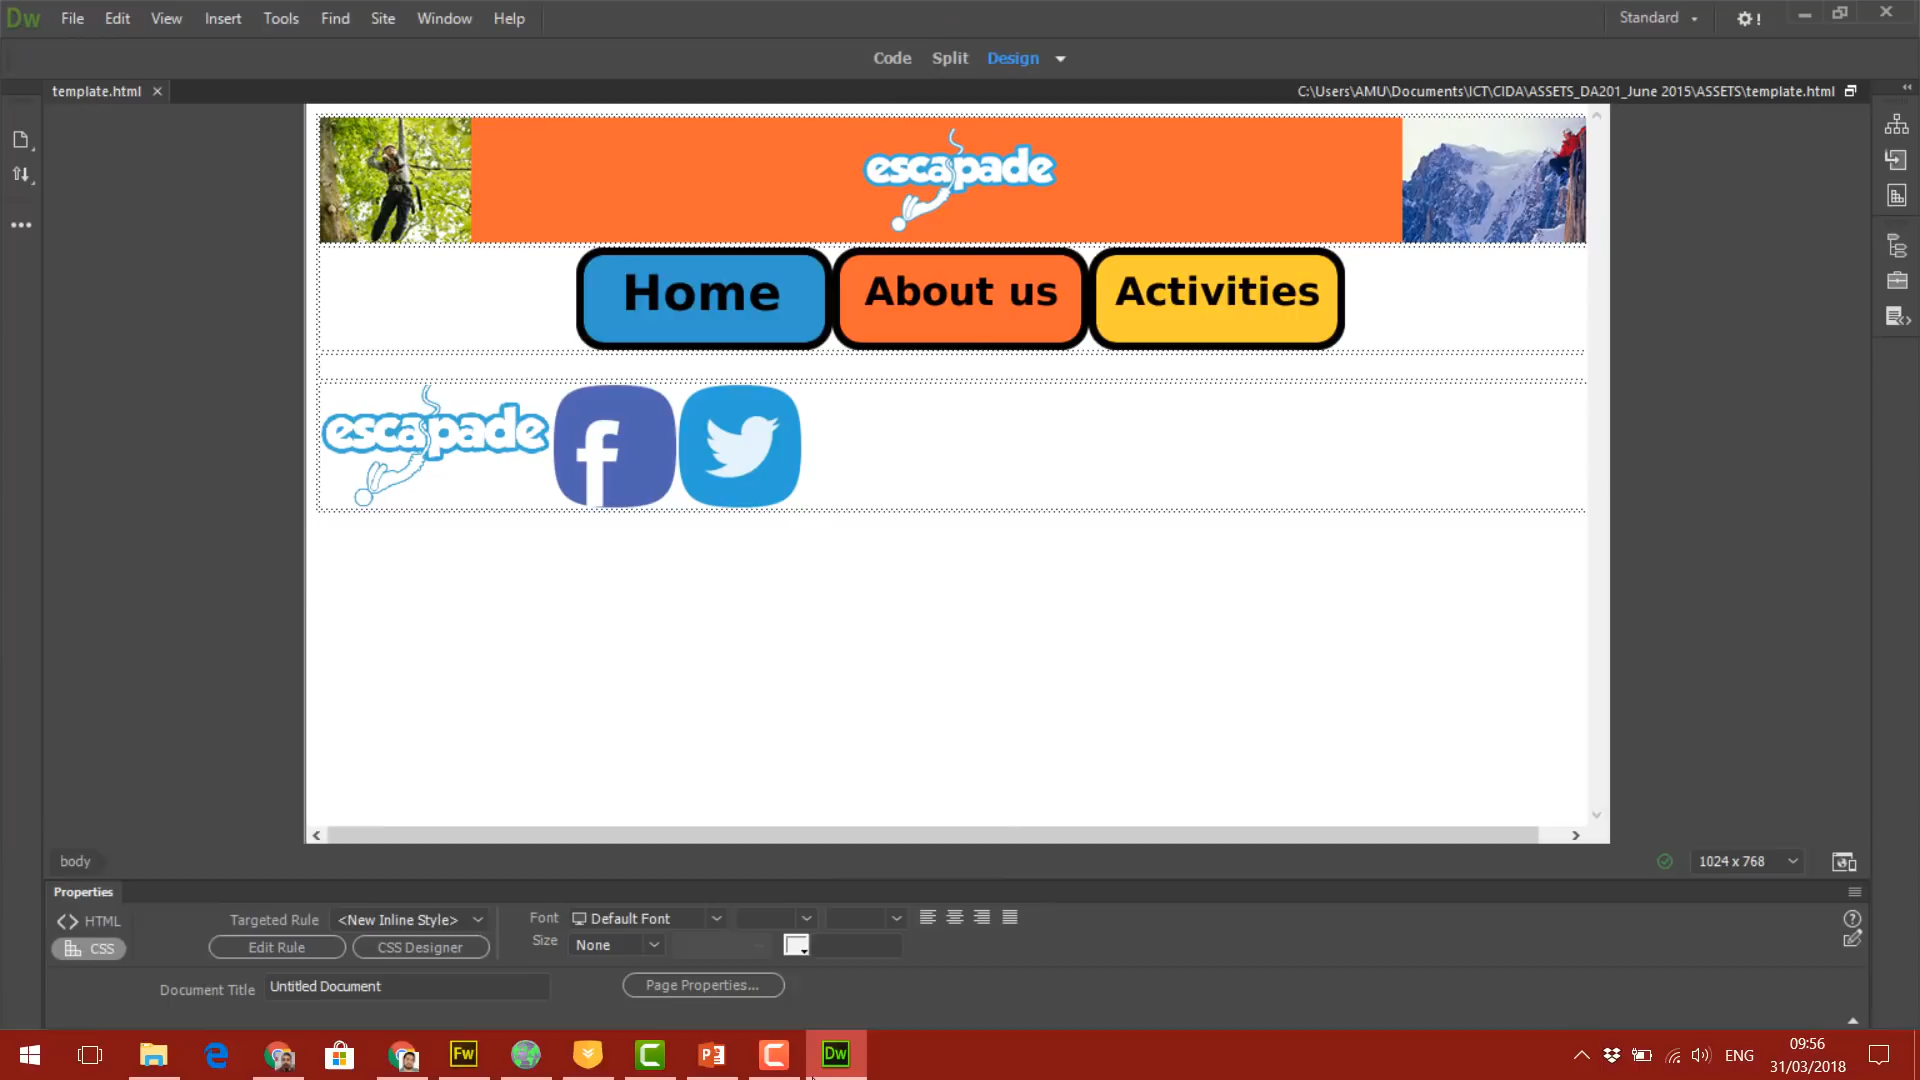 Dw File Edit View Insert Tools Find Site Window Help Standard !
Code Split Design
template.html C:\Users\AMU\Documents\ICT\CIDA\ASSETS_DA201_June 2015\ASSETS\template.html
escapade
Home About us Activities
escapade f
body 1024 x 768
Properties
HTML Targeted Rule <New Inline Style> Font Default Font
CSS Edit Rule CSS Designer Size None
Document Title Untitled Document Page Properties...
Fw Dw ENG 09:56
31/03/2018